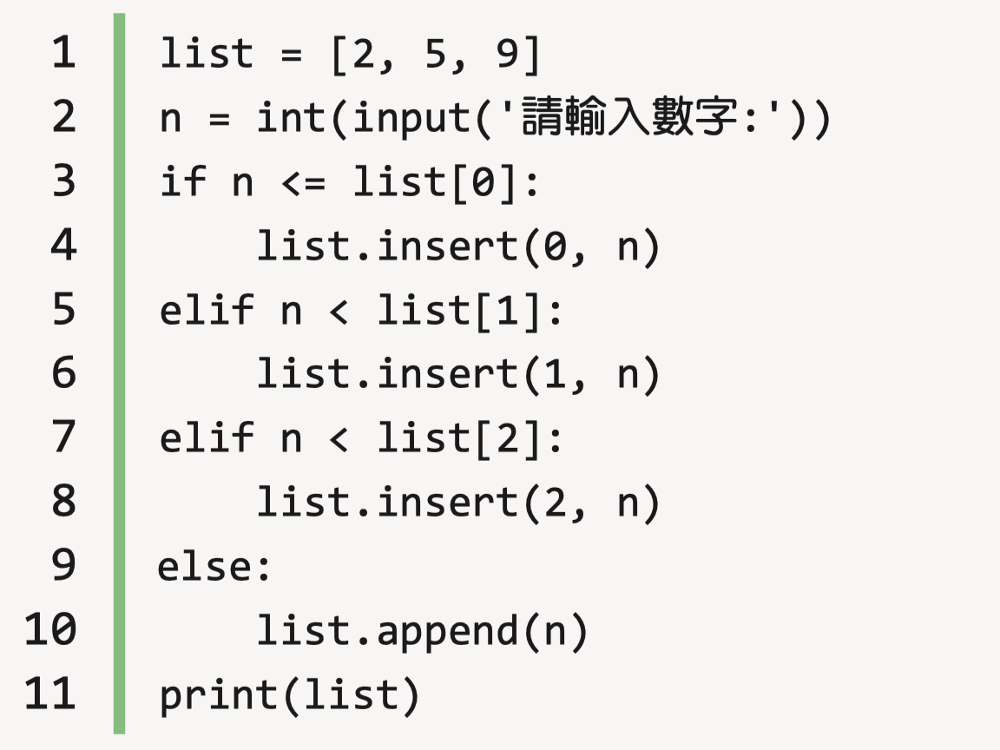 1 list = [2, 5, 9]
2 n = int(input('請輸入數字:'))
3 if n <= list[0]:
4     list.insert(0, n)
5 elif n < list[1]:
6     list.insert(1, n)
7 elif n < list[2]:
8     list.insert(2, n)
9 else:
10     list.append(n)
11 print(list)